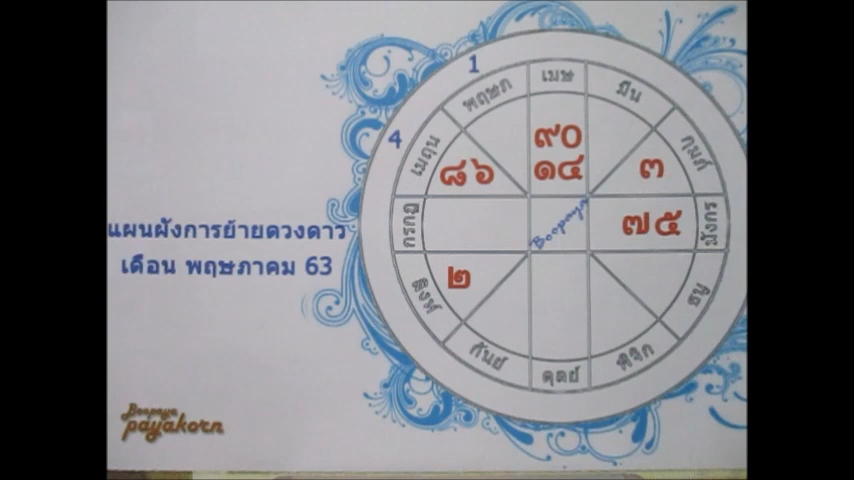 แผนผังการย้ายดวงดาว
เดือน พฤษภาคม 63
1
4
เมษ
พฤษภ
มีน
เมถุน
กุมภ์
๙๐
๑๔
๘๖
๓
กรกฎ
๗๕
มังกร
Boopaya
๒
สิงห์
ธนู
กันย์
ตุลย์
พิจิก
Boopaya
payakorn